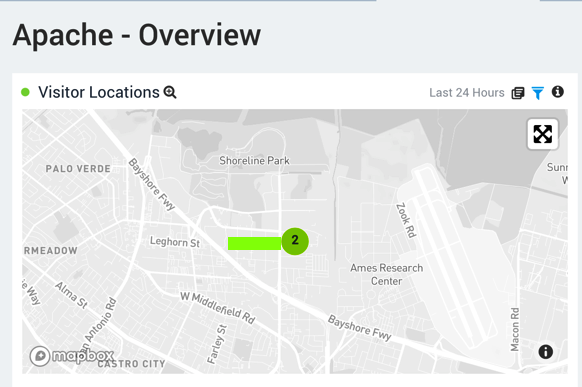 Apache - Overview
Visitor Locations
Last 24 Hours
Shoreline Park
PALO VERDE
Bayshore Fwy
Sunn
W
Zook Rd
Leghorn St
2
RMEADOW
Ames Research
Center
e Way
Alma St
W Middlefield Rd
an Antonio Rd
Farley St
Bayshore Fwy
Macon Rd
mapbox
CASTRO CITY